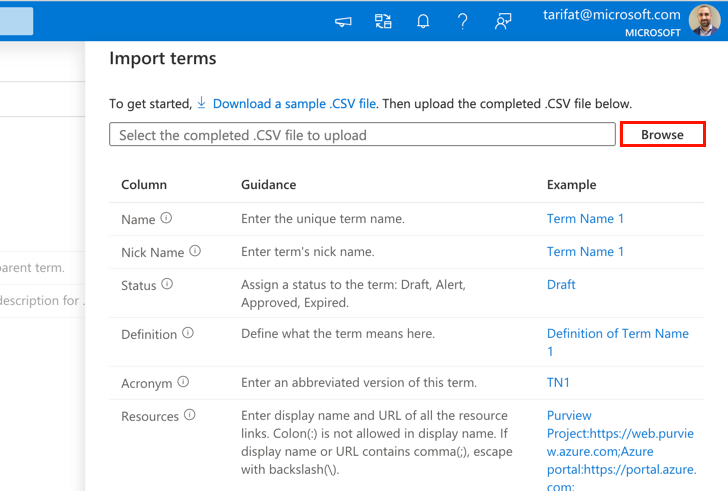 tarifat@microsoft.com
MICROSOFT
Import terms
To get started, Download a sample .CSV file. Then upload the completed .CSV file below.
Select the completed .CSV file to upload
Browse
Column Guidance Example
Name Enter the unique term name. Term Name 1
Nick Name Enter term's nick name. Term Name 1
Status Assign a status to the term: Draft, Alert, Draft
Approved, Expired.
Definition Define what the term means here. Definition of Term Name
1
Acronym Enter an abbreviated version of this term. TN1
Resources Enter display name and URL of all the resource Purview
links. Colon(:) is not allowed in display name. If Project:https://web.purvie
display name or URL contains comma(;), escape w.azure.com;Azure
with backslash(\). portal:https://portal.azure.
com:
arent term.
description for .